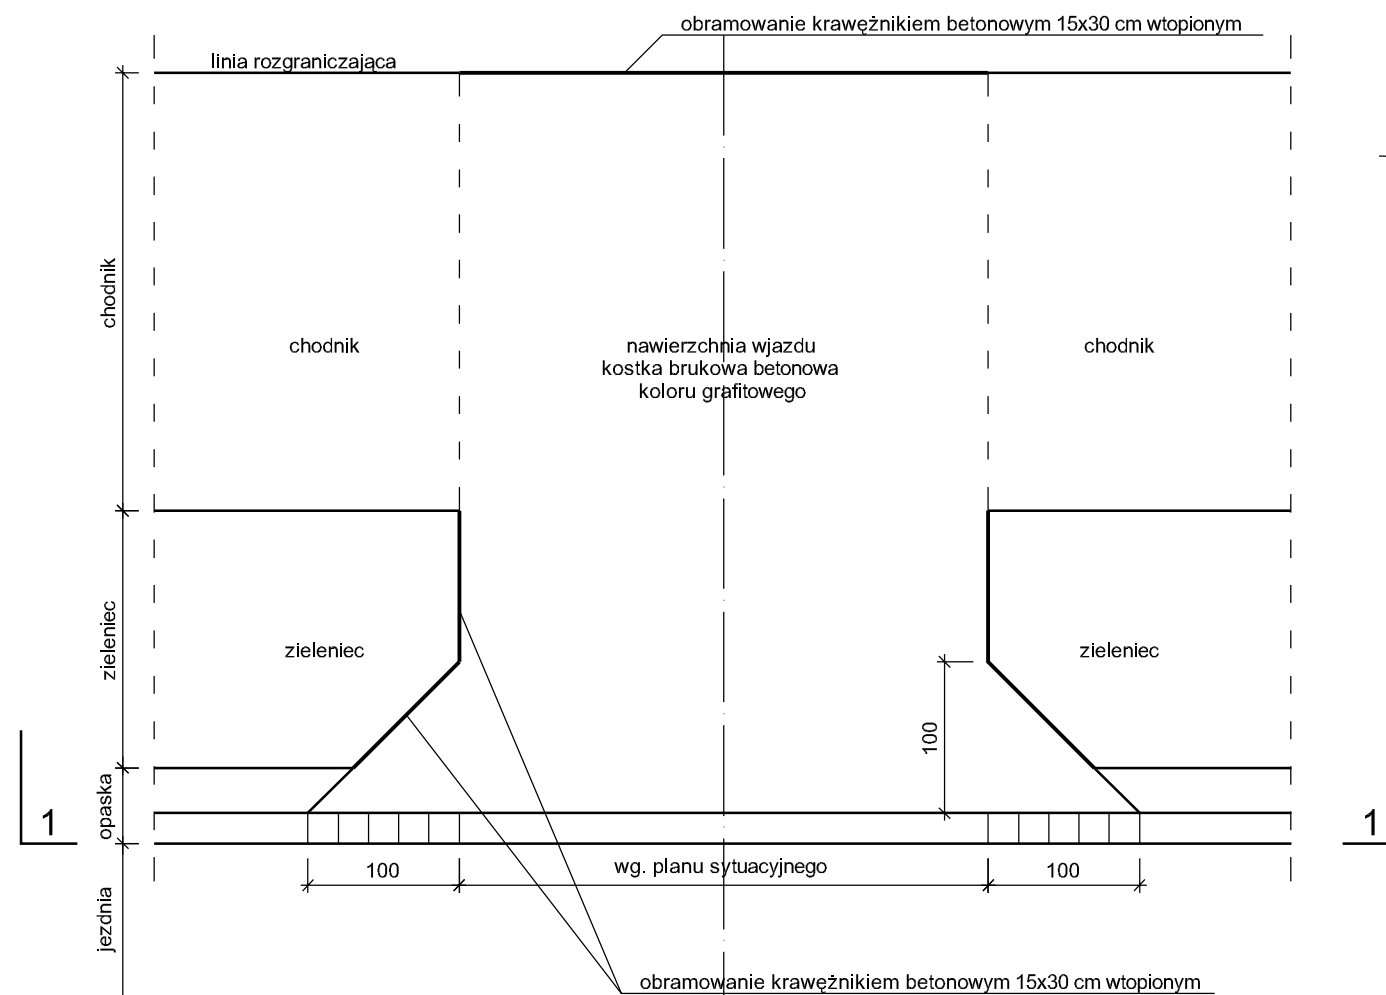 obramowanie krawężnikiem betonowym 15x30 cm wtopionym
linia rozgraniczająca
chodnik
chodnik
nawierzchnia wjazdu
kostka brukowa betonowa
koloru grafitowego
chodnik
zieleniec
zieleniec
zieleniec
100
opaska
1
1
100
wg. planu sytuacyjnego
100
jezdnia
obramowanie krawężnikiem betonowym 15x30 cm wtopionym